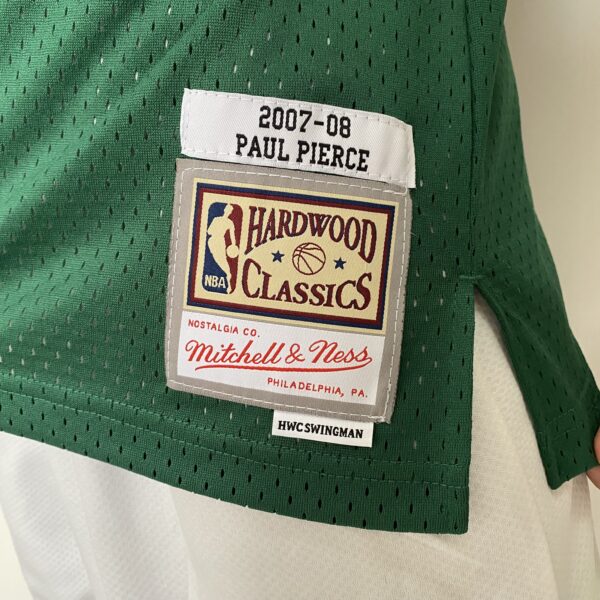 2007-08
PAUL PIERCE
HARDWOOD
NBA
CLASSICS
NOSTALGIA CO.
Mitchell & Ness
PHILADELPHIA, PA.
HWCSWINGMAN